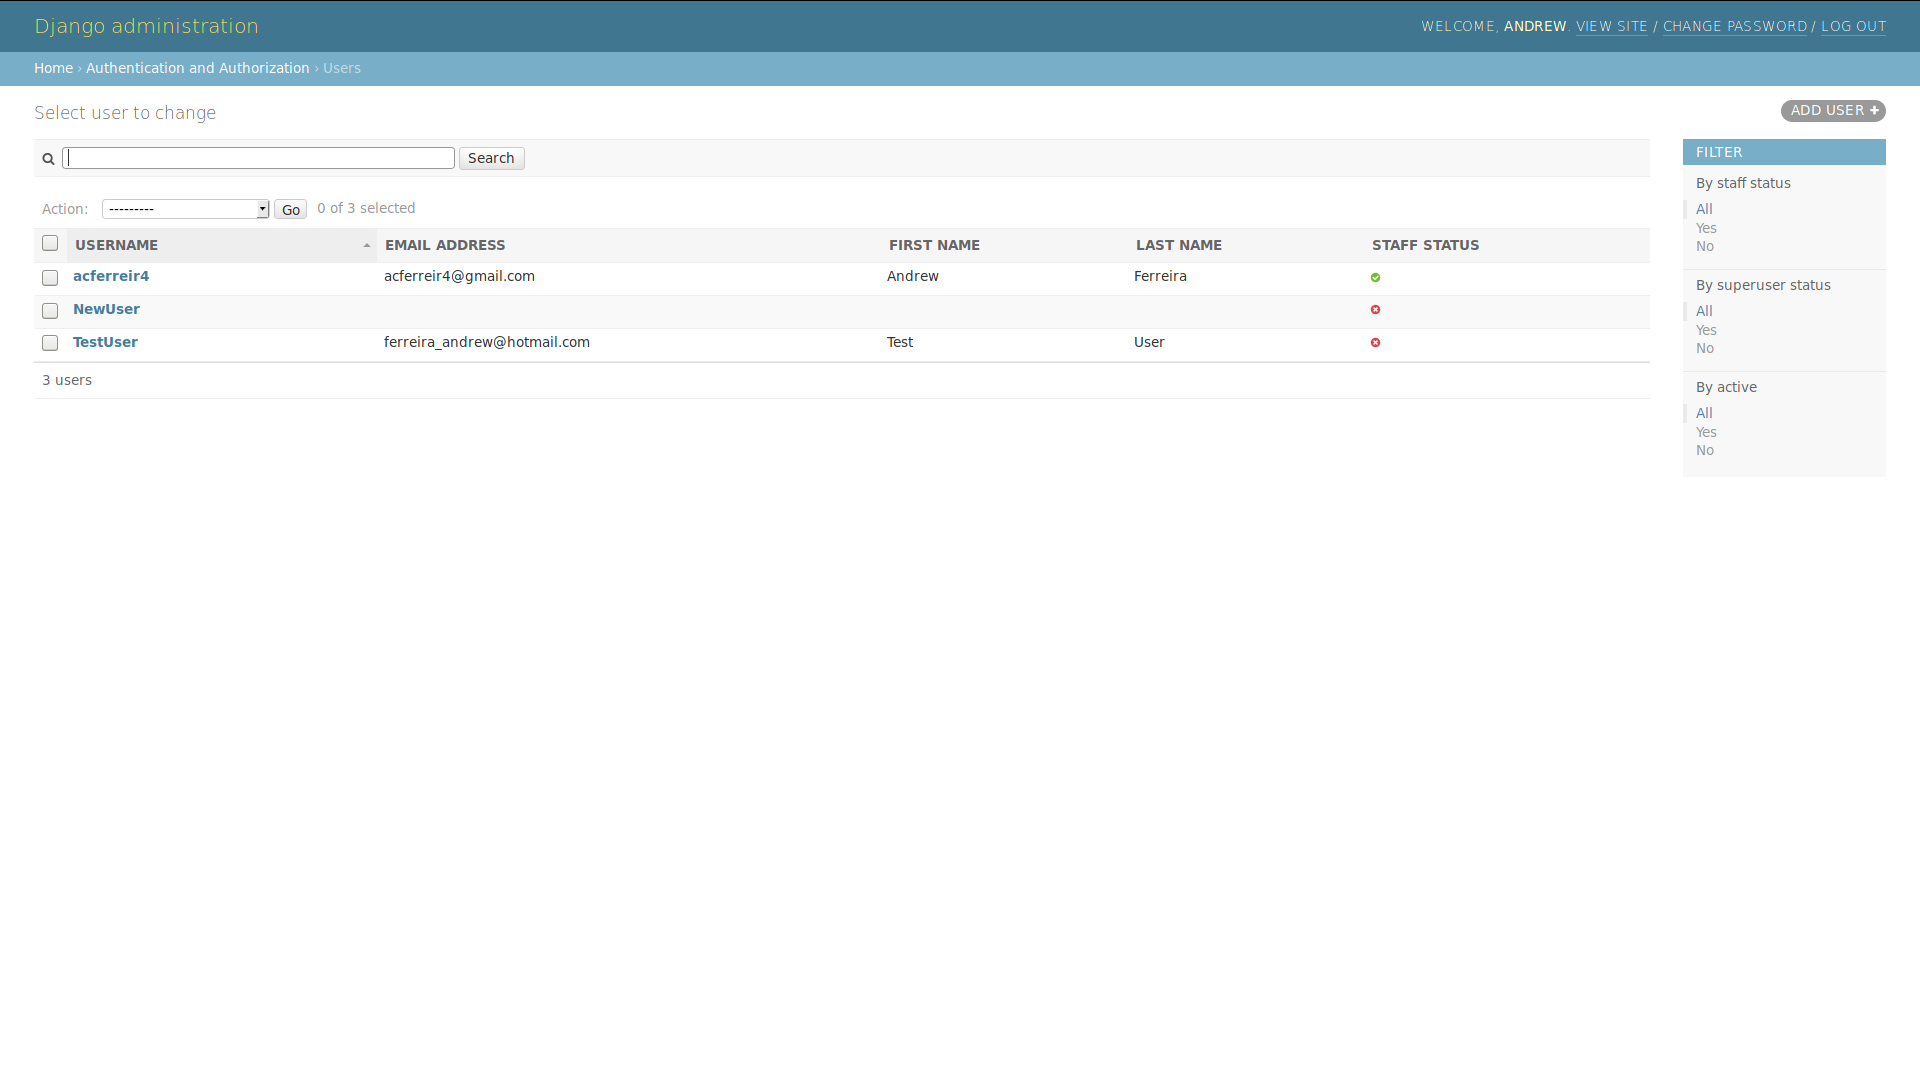 Django administration
WELCOME, ANDREW. VIEW SITE / CHANGE PASSWORD / LOG OUT
Home › Authentication and Authorization › Users
Select user to change
ADD USER +
Search
Action: --------- Go 0 of 3 selected
USERNAME EMAIL ADDRESS FIRST NAME LAST NAME STAFF STATUS
acferreir4 acferreir4@gmail.com Andrew Ferreira
NewUser
TestUser ferreira_andrew@hotmail.com Test User
3 users
FILTER
By staff status
All
Yes
No
By superuser status
All
Yes
No
By active
All
Yes
No